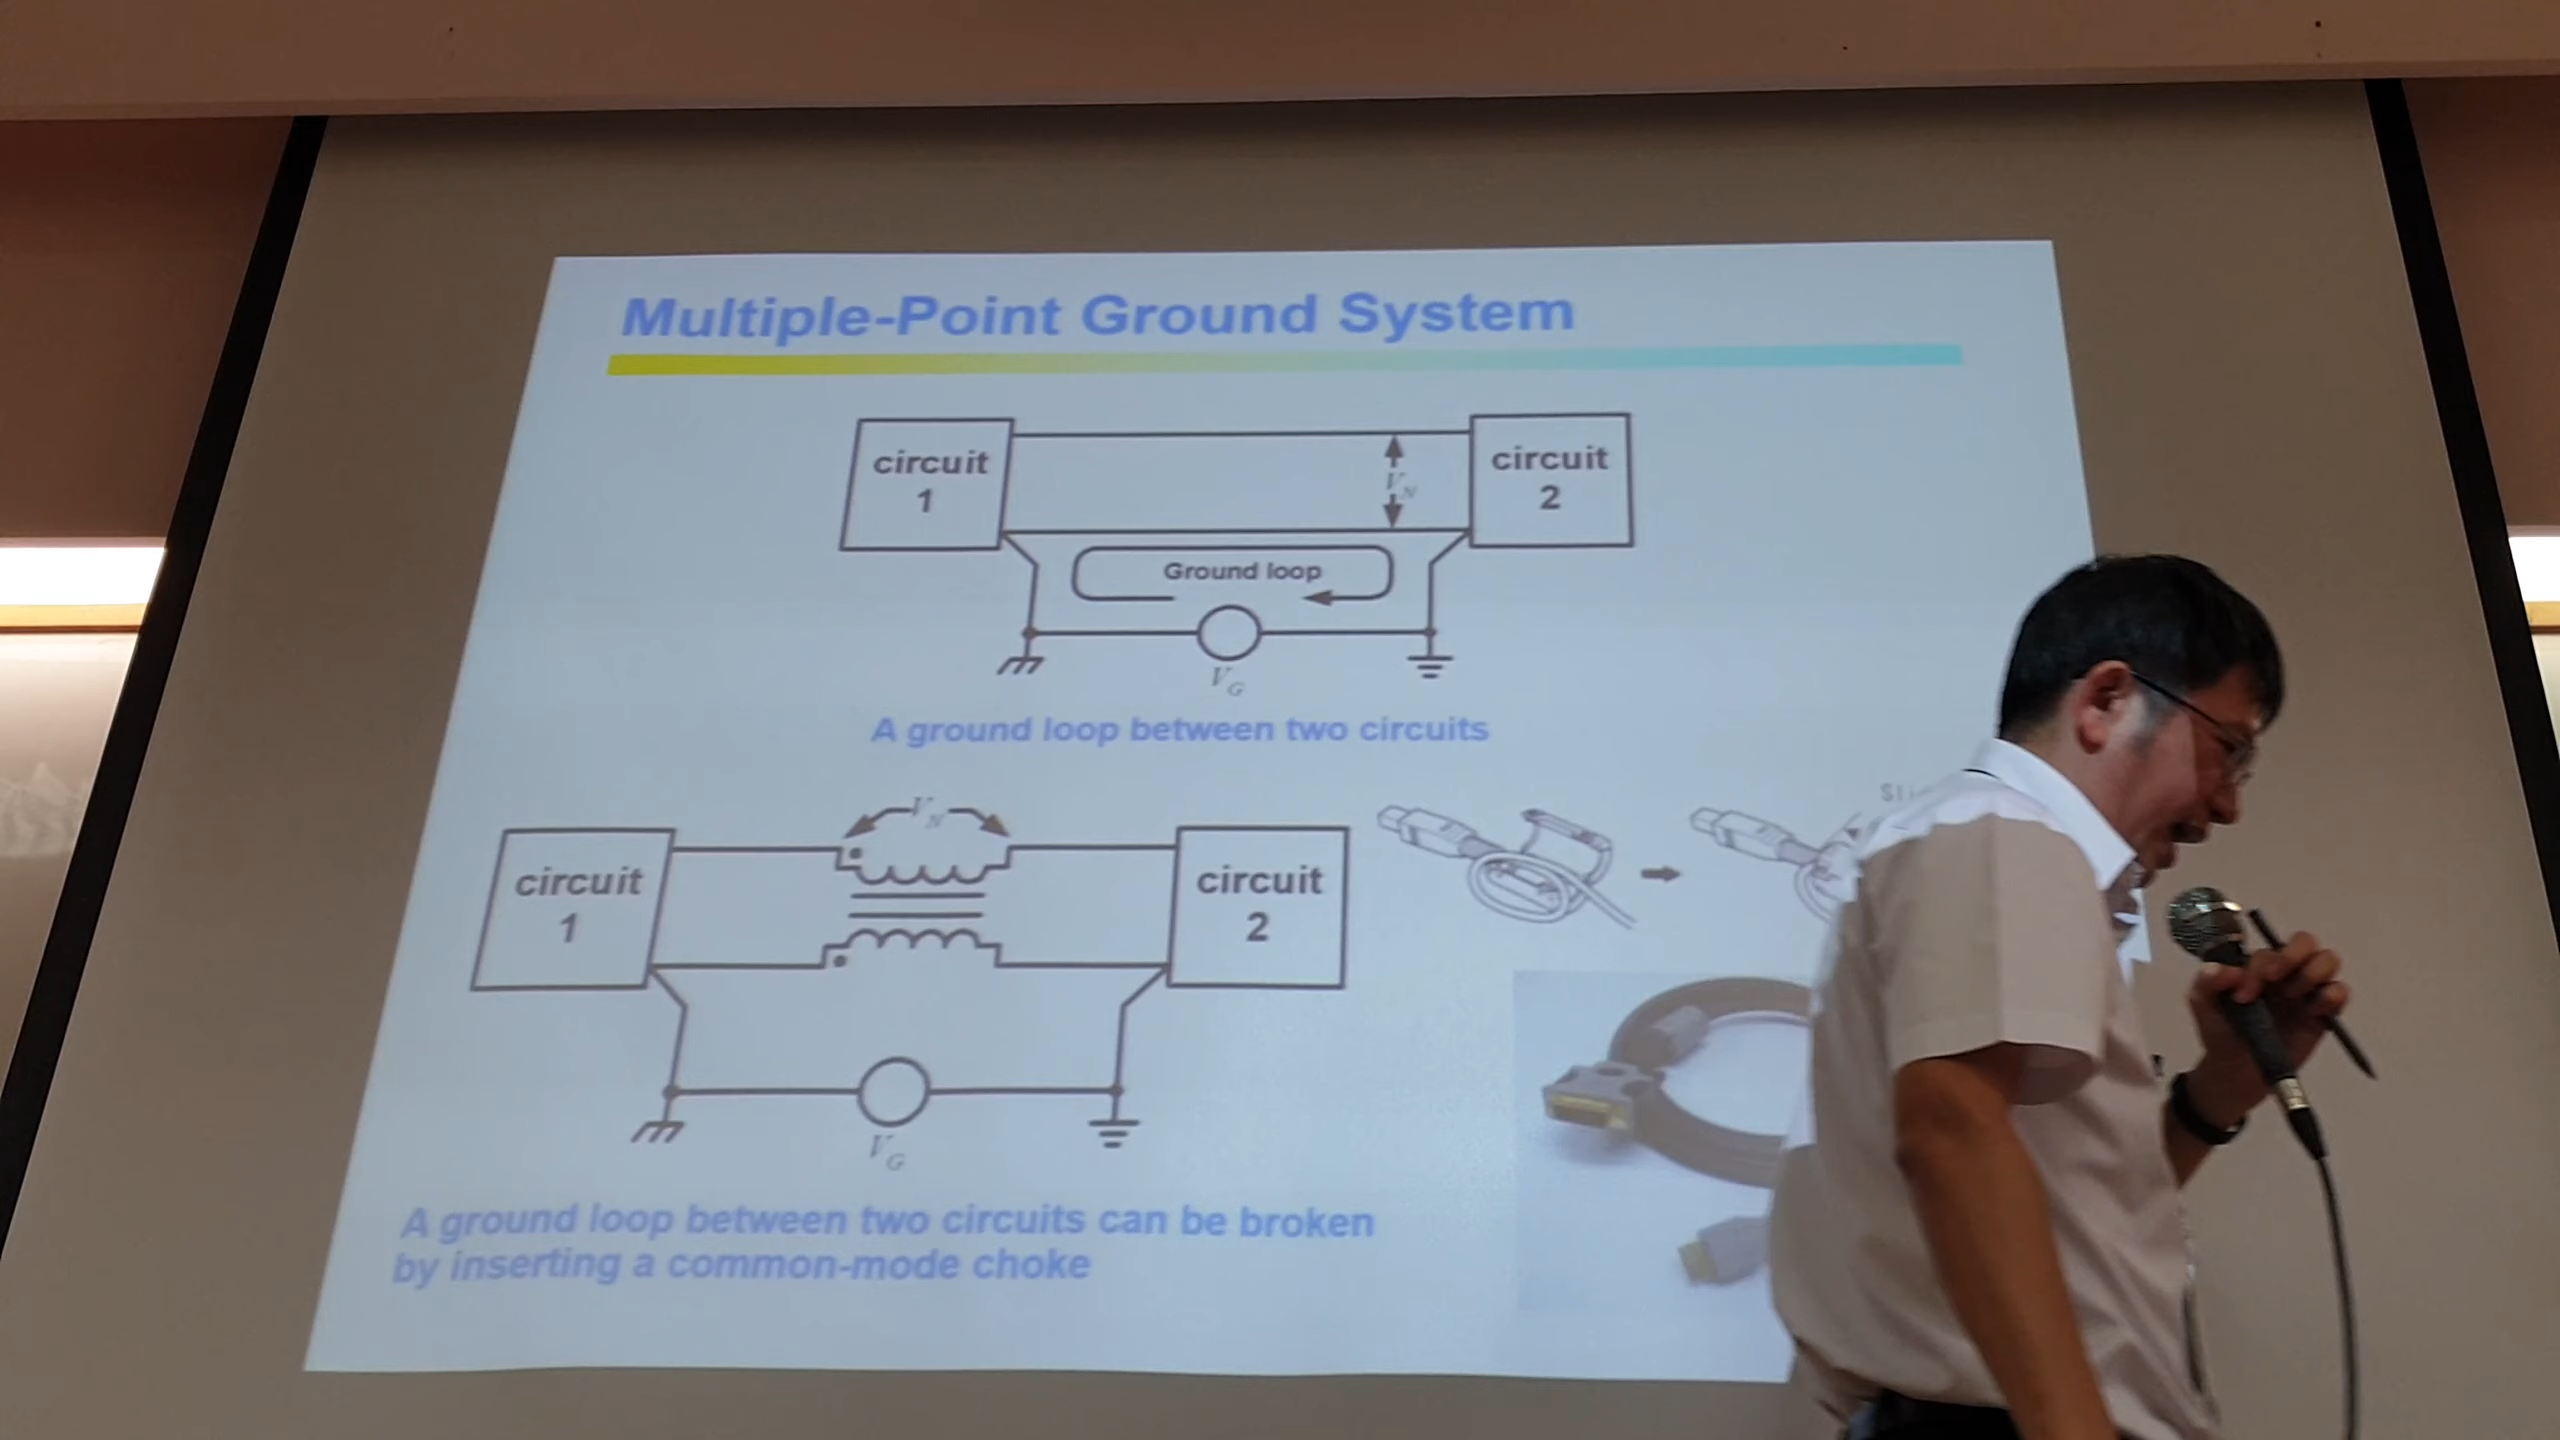 Multiple-Point Ground System
circuit
1
circuit
2
V_N
Ground loop
V_G
A ground loop between two circuits
V_N
circuit
1
circuit
2
V_G
A ground loop between two circuits can be broken
by inserting a common-mode choke